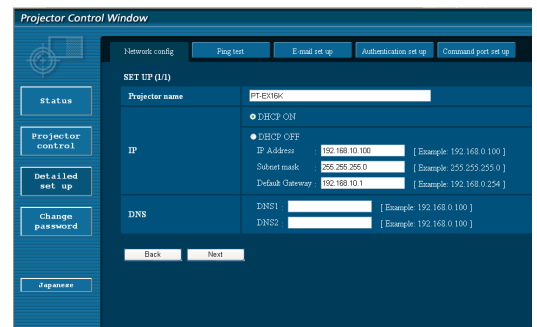 Projector Control Window
Network config
Ping test
E-mail set up
Authentication set up
Command port set up
SET UP (1/1)
Status
Projector name PT-EX16K
DHCP ON
Projector control
DHCP OFF
IP
IP Address : 192.168.10.100 [ Example: 192.168.0.100 ]
Subnet mask : 255.255.255.0 [ Example: 255.255.255.0 ]
Detailed set up
Default Gateway : 192.168.10.1 [ Example: 192.168.0.254 ]
DNS
DNS1 : [ Example: 192.168.0.100 ]
DNS2 : [ Example: 192.168.0.100 ]
Change password
Back Next
Japanese